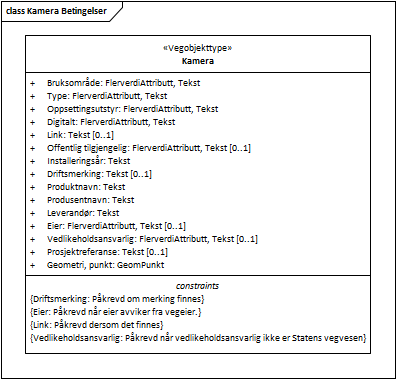 class Kamera Betingelser
«Vegobjekttype»
Kamera
+ Bruksområde: FlerverdiAttributt, Tekst
+ Type: FlerverdiAttributt, Tekst
+ Oppsettingsutstyr: FlerverdiAttributt, Tekst
+ Digitalt: FlerverdiAttributt, Tekst
+ Link: Tekst [0..1]
+ Offentlig tilgjengelig: FlerverdiAttributt, Tekst [0..1]
+ Installeringsår: Tekst
+ Driftsmerking: Tekst [0..1]
+ Produktnavn: Tekst
+ Produsentnavn: Tekst
+ Leverandør: Tekst
+ Eier: FlerverdiAttributt, Tekst [0..1]
+ Vedlikeholdsansvarlig: FlerverdiAttributt, Tekst [0..1]
+ Prosjektreferanse: Tekst [0..1]
+ Geometri, punkt: GeomPunkt
constraints
{Driftsmerking: Påkrevd om merking finnes}
{Eier: Påkrevd når eier avviker fra vegeier.}
{Link: Påkrevd dersom det finnes}
{Vedlikeholdsansvarlig: Påkrevd når vedlikeholdsansvarlig ikke er Statens vegvesen}